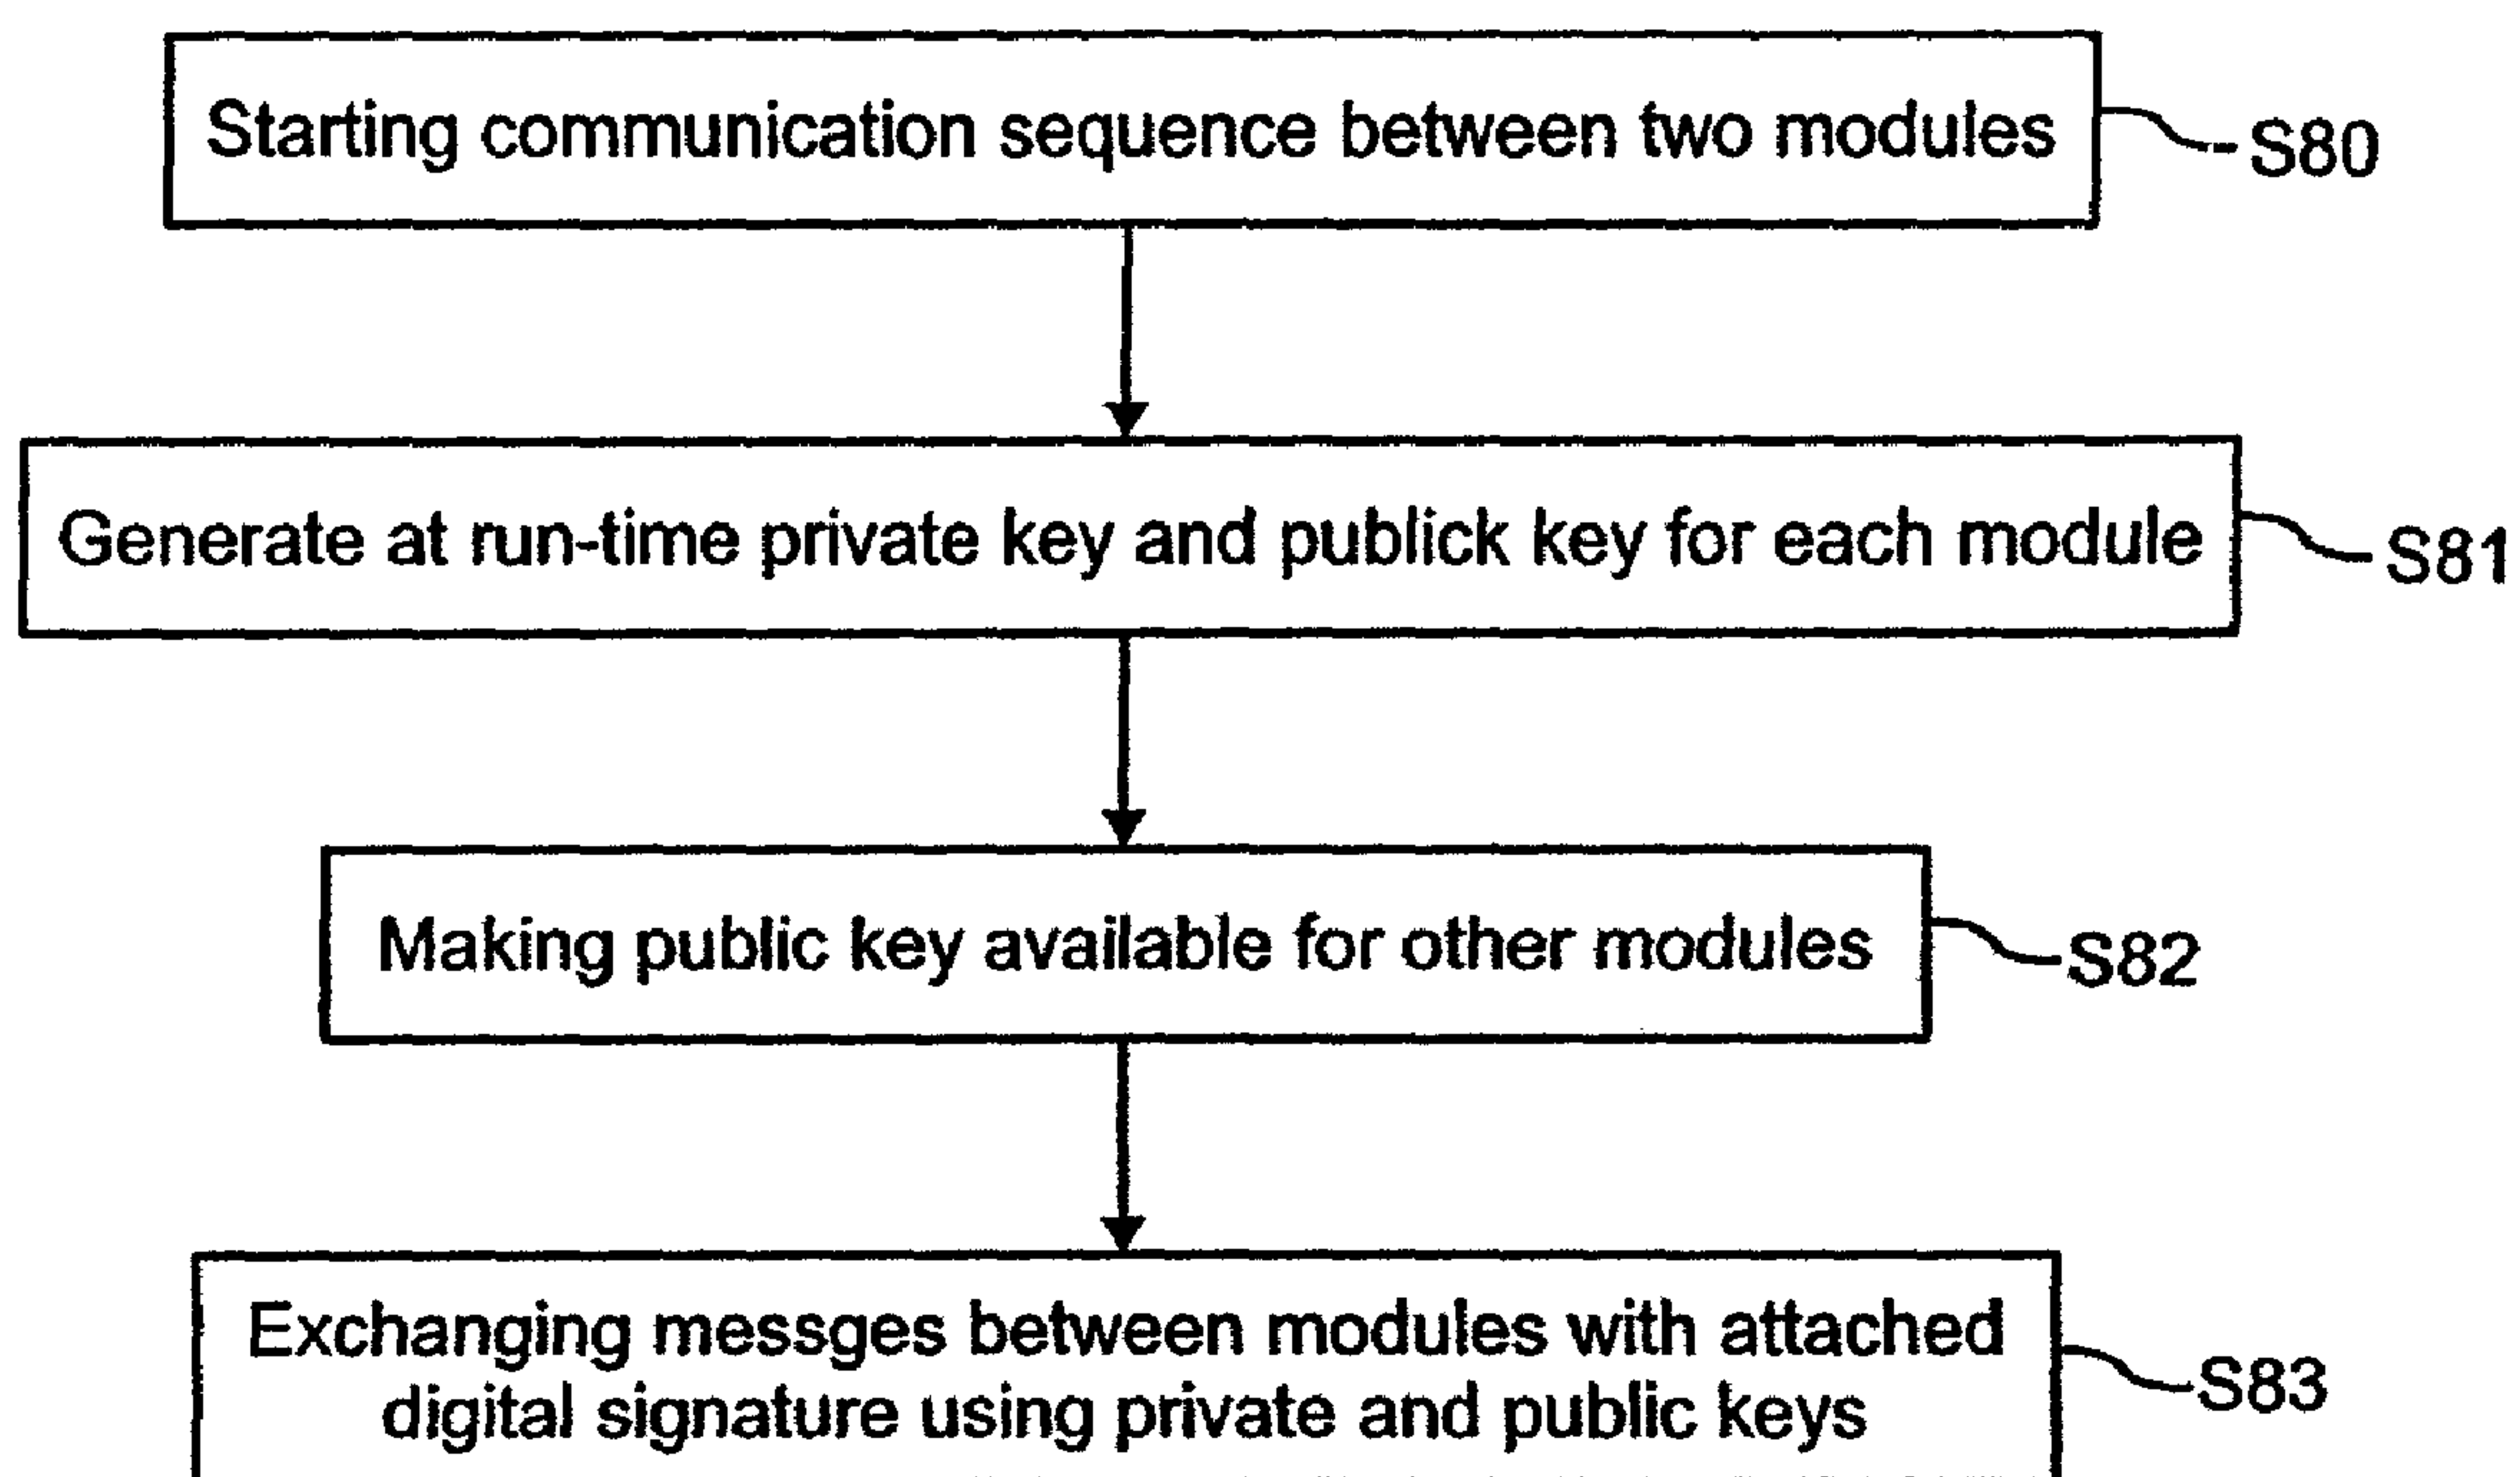 Starting communication sequence between two modules
S80
Generate at run-time private key and publick key for each module
S81
Making public key available for other modules
S82
Exchanging messges between modules with attached
digital signature using private and public keys
S83